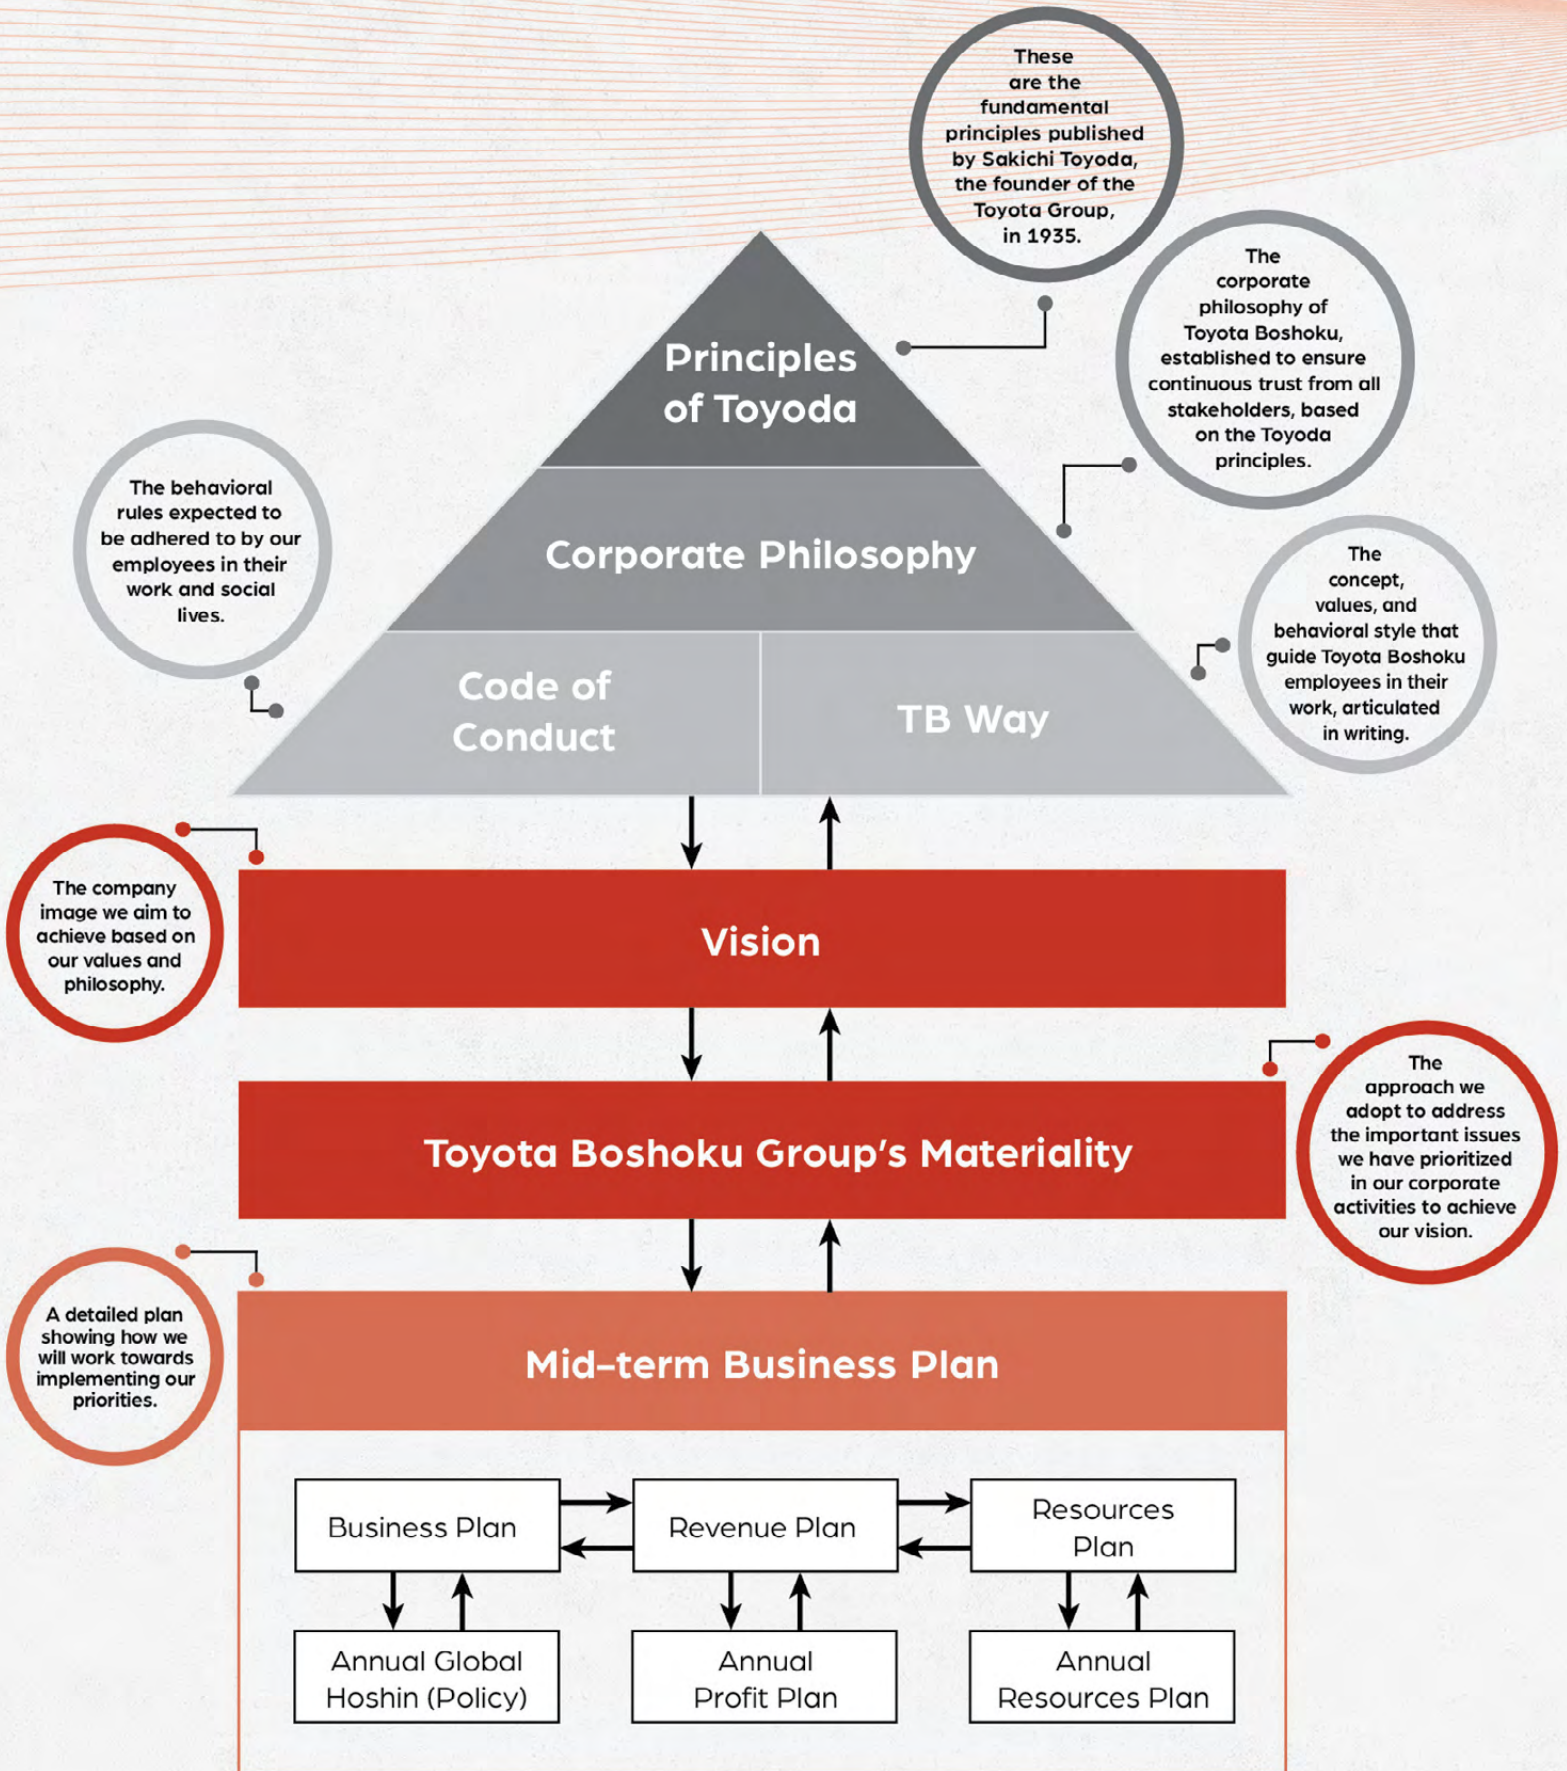 These
are the
fundamental
principles published
by Sakichi Toyoda,
the founder of the
Toyota Group,
in 1935.
The
corporate
philosophy of
Toyota Boshoku,
established to ensure
continuous trust from all
stakeholders, based
on the Toyoda
principles.
Principles
of Toyoda
The behavioral
rules expected to
be adhered to by our
employees in their
work and social
lives.
Corporate Philosophy
The
concept,
values, and
behavioral style that
guide Toyota Boshoku
employees in their
work, articulated
in writing.
Code of
Conduct
TB Way
The company
image we aim to
achieve based on
our values and
philosophy.
Vision
Toyota Boshoku Group's Materiality
The
approach we
adopt to address
the important issues
we have prioritized
in our corporate
activities to achieve
our vision.
A detailed plan
showing how we
will work towards
implementing our
priorities.
Mid-term Business Plan
Business Plan
Revenue Plan
Resources
Plan
Annual Global
Hoshin (Policy)
Annual
Profit Plan
Annual
Resources Plan